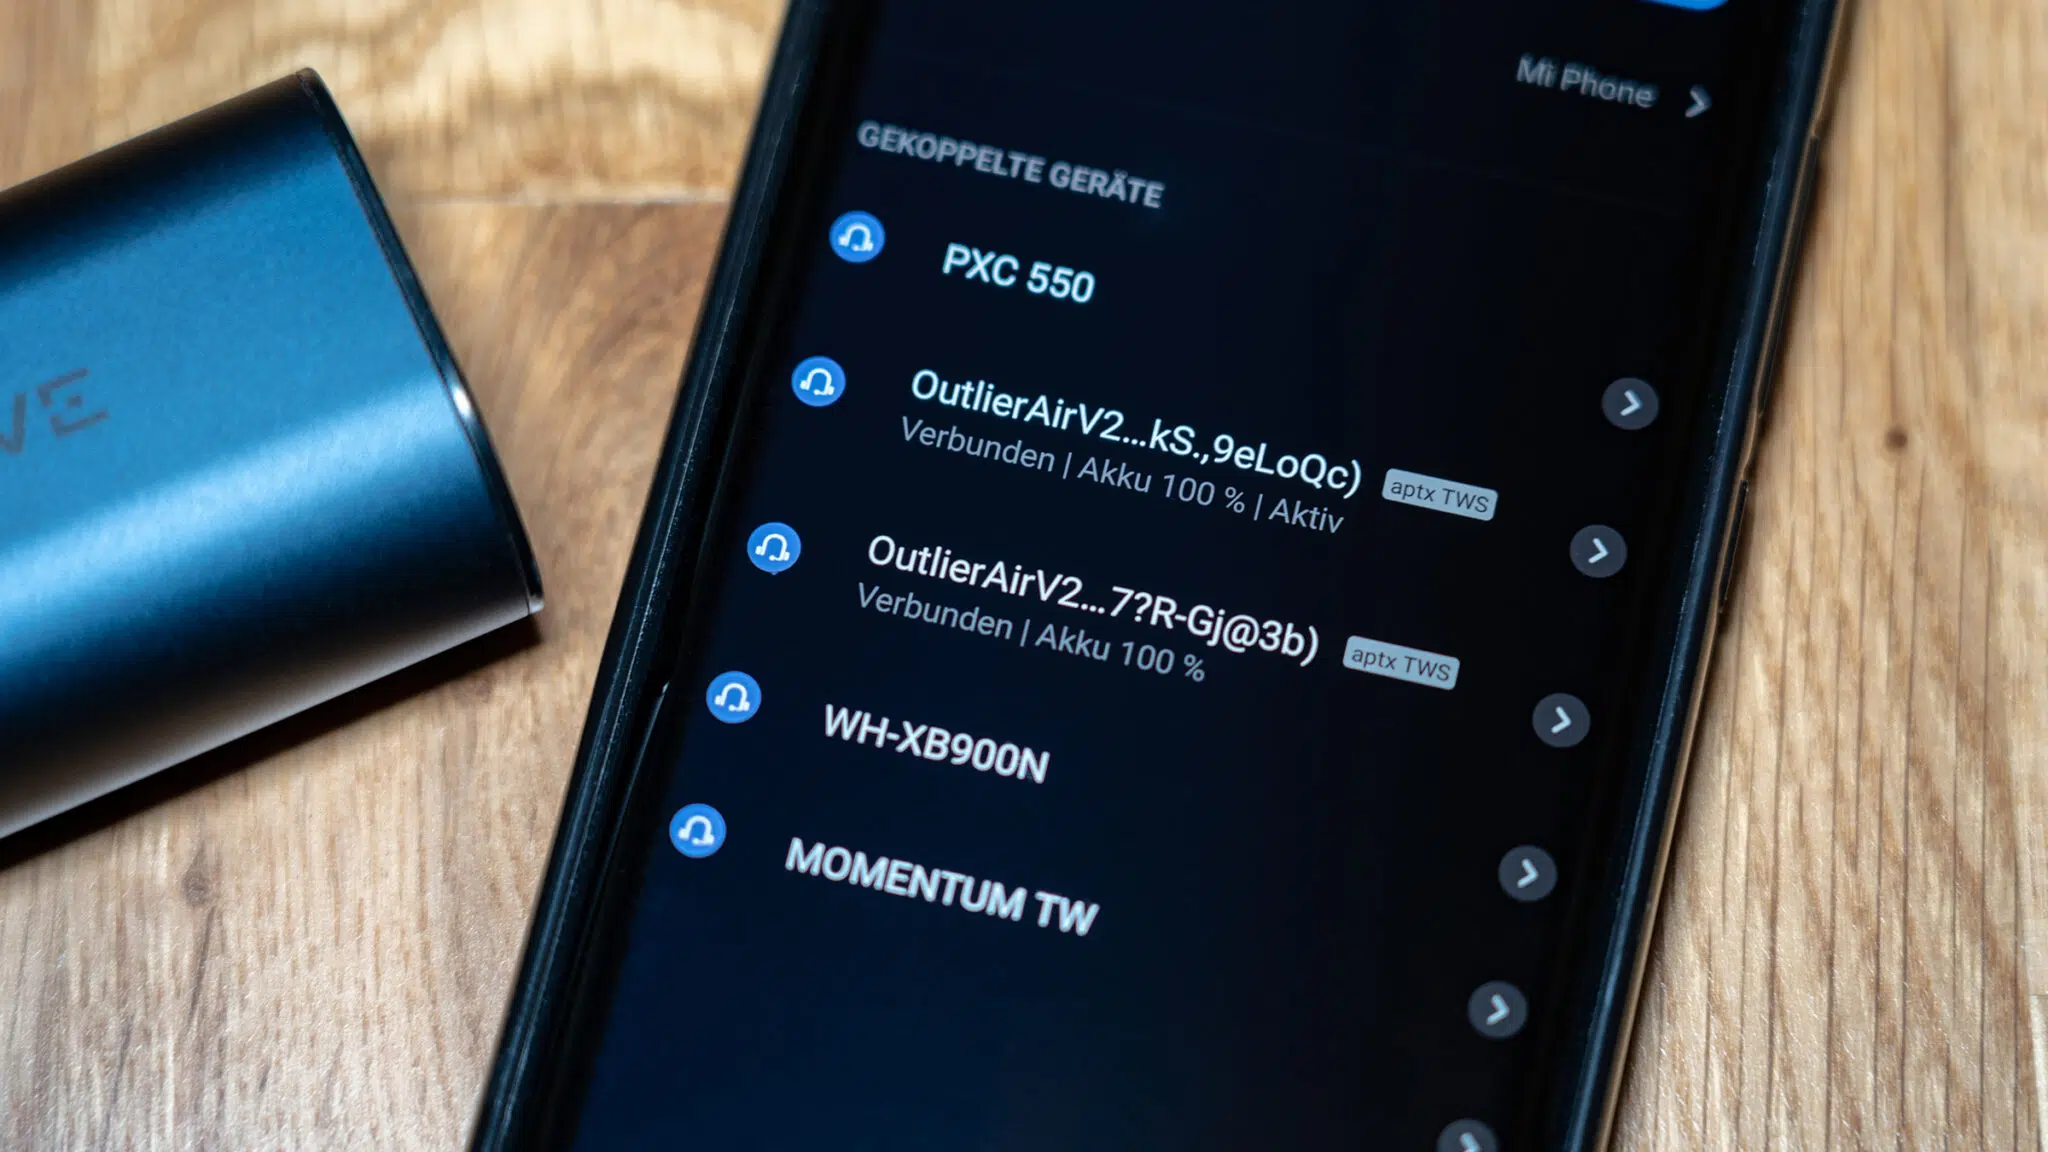 Mi Phone
GEKOPPELTE GERÄTE
PXC 550
OutlierAirV2...kS.,9eLoQc)
aptx TWS
Verbunden | Akku 100 % | Aktiv
OutlierAirV2...7?R-Gj@3b)
aptx TWS
Verbunden | Akku 100 %
WH-XB900N
MOMENTUM TW
VE